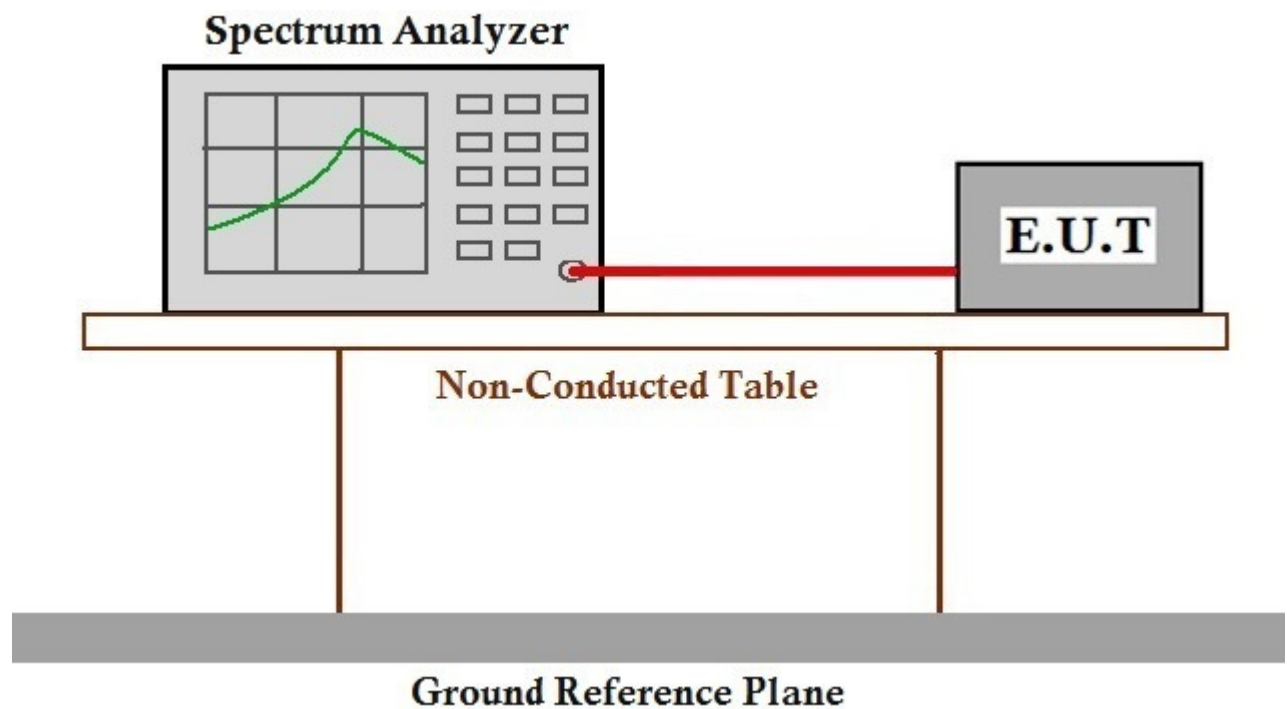 Spectrum Analyzer
E.U.T
Non-Conducted Table
Ground Reference Plane